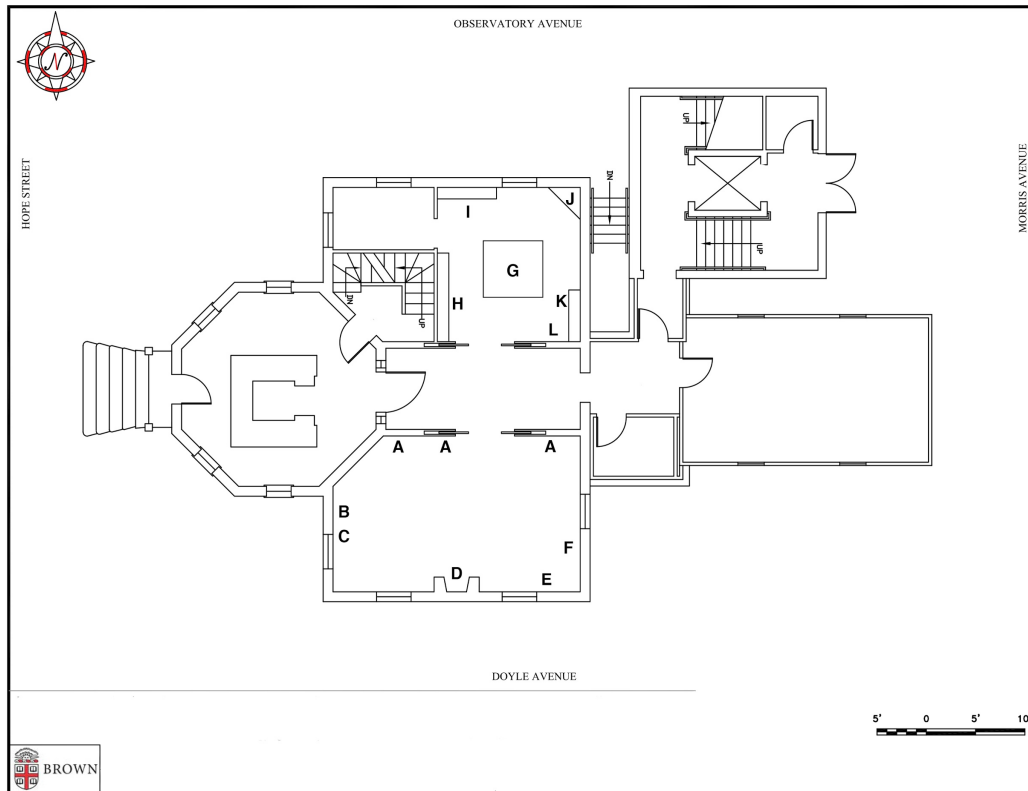 OBSERVATORY AVENUE
N
HOPE STREET
MORRIS AVENUE
UP
DN
UP
I
J
G
H
K
L
DN
UP
A
A
A
B
C
F
D
E
DOYLE AVENUE
5' 0 5' 10
BROWN